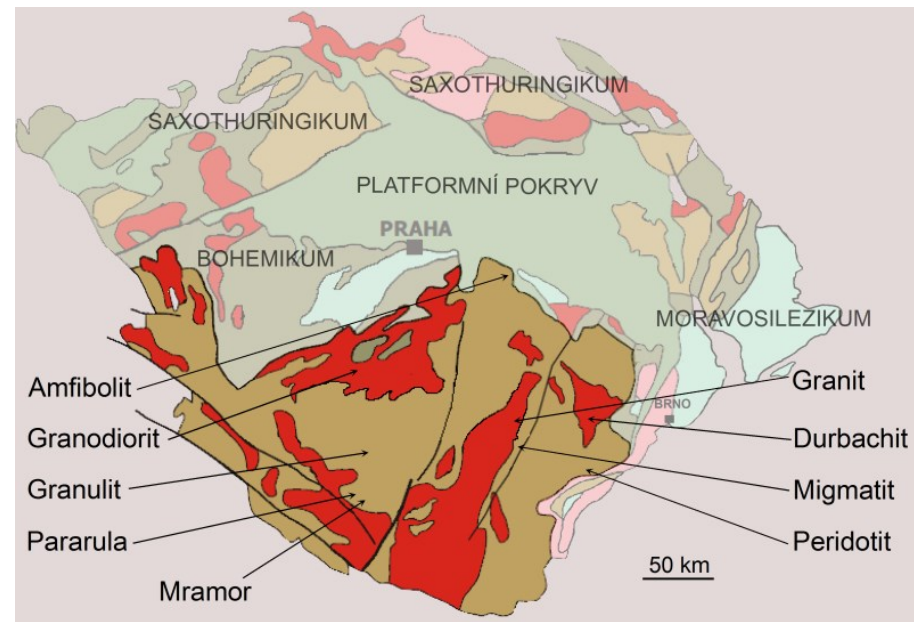 SAXOTHURINGIKUM
SAXOTHURINGIKUM
PLATFORMNÍ POKRYV
PRAHA
BOHEMIKUM
MORAVOSILEZIKUM
Amfibolit
Granit
BRNO
Granodiorit
Durbachit
Granulit
Migmatit
Pararula
Peridotit
Mramor
50 km